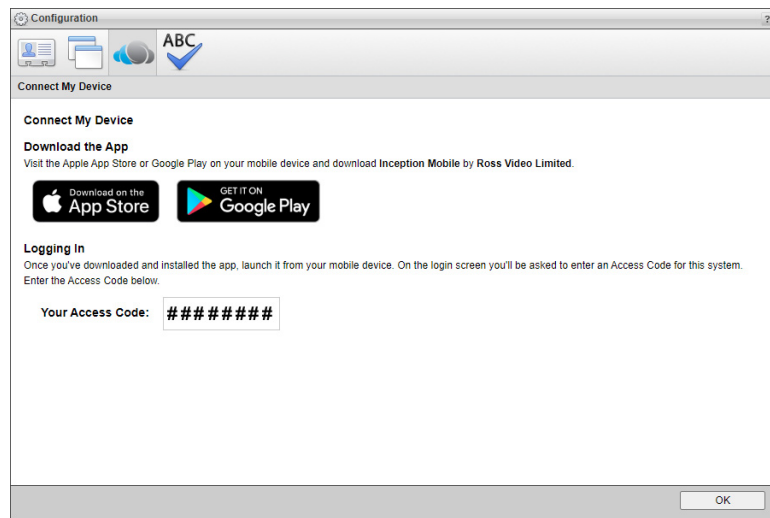 Configuration
?
ABC
Connect My Device
Connect My Device
Download the App
Visit the Apple App Store or Google Play on your mobile device and download Inception Mobile by Ross Video Limited.
Download on the
App Store
GET IT ON
Google Play
Logging In
Once you've downloaded and installed the app, launch it from your mobile device. On the login screen you'll be asked to enter an Access Code for this system.
Enter the Access Code below.
Your Access Code: ########
OK